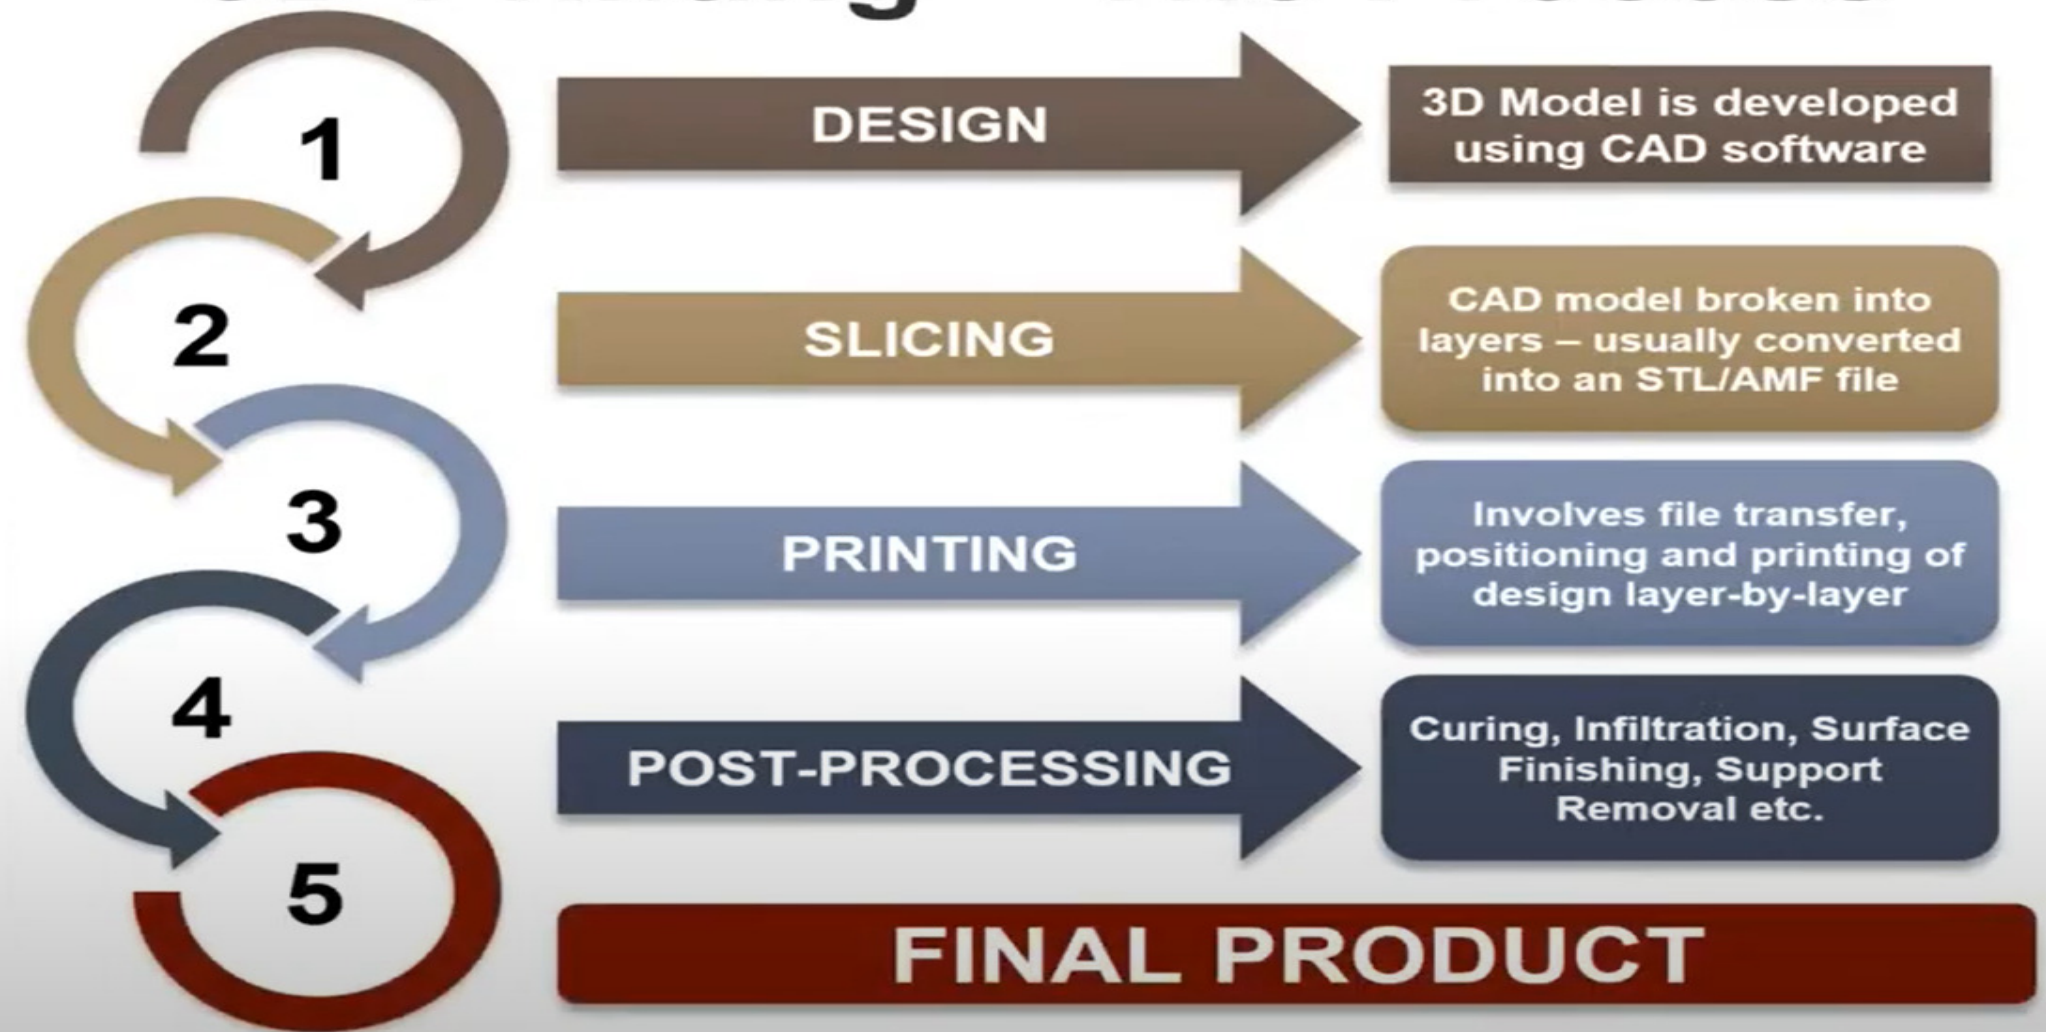 1
DESIGN
3D Model is developed
using CAD software
2
SLICING
CAD model broken into
layers – usually converted
into an STL/AMF file
3
PRINTING
Involves file transfer,
positioning and printing of
design layer-by-layer
4
POST-PROCESSING
Curing, Infiltration, Surface
Finishing, Support
Removal etc.
5
FINAL PRODUCT